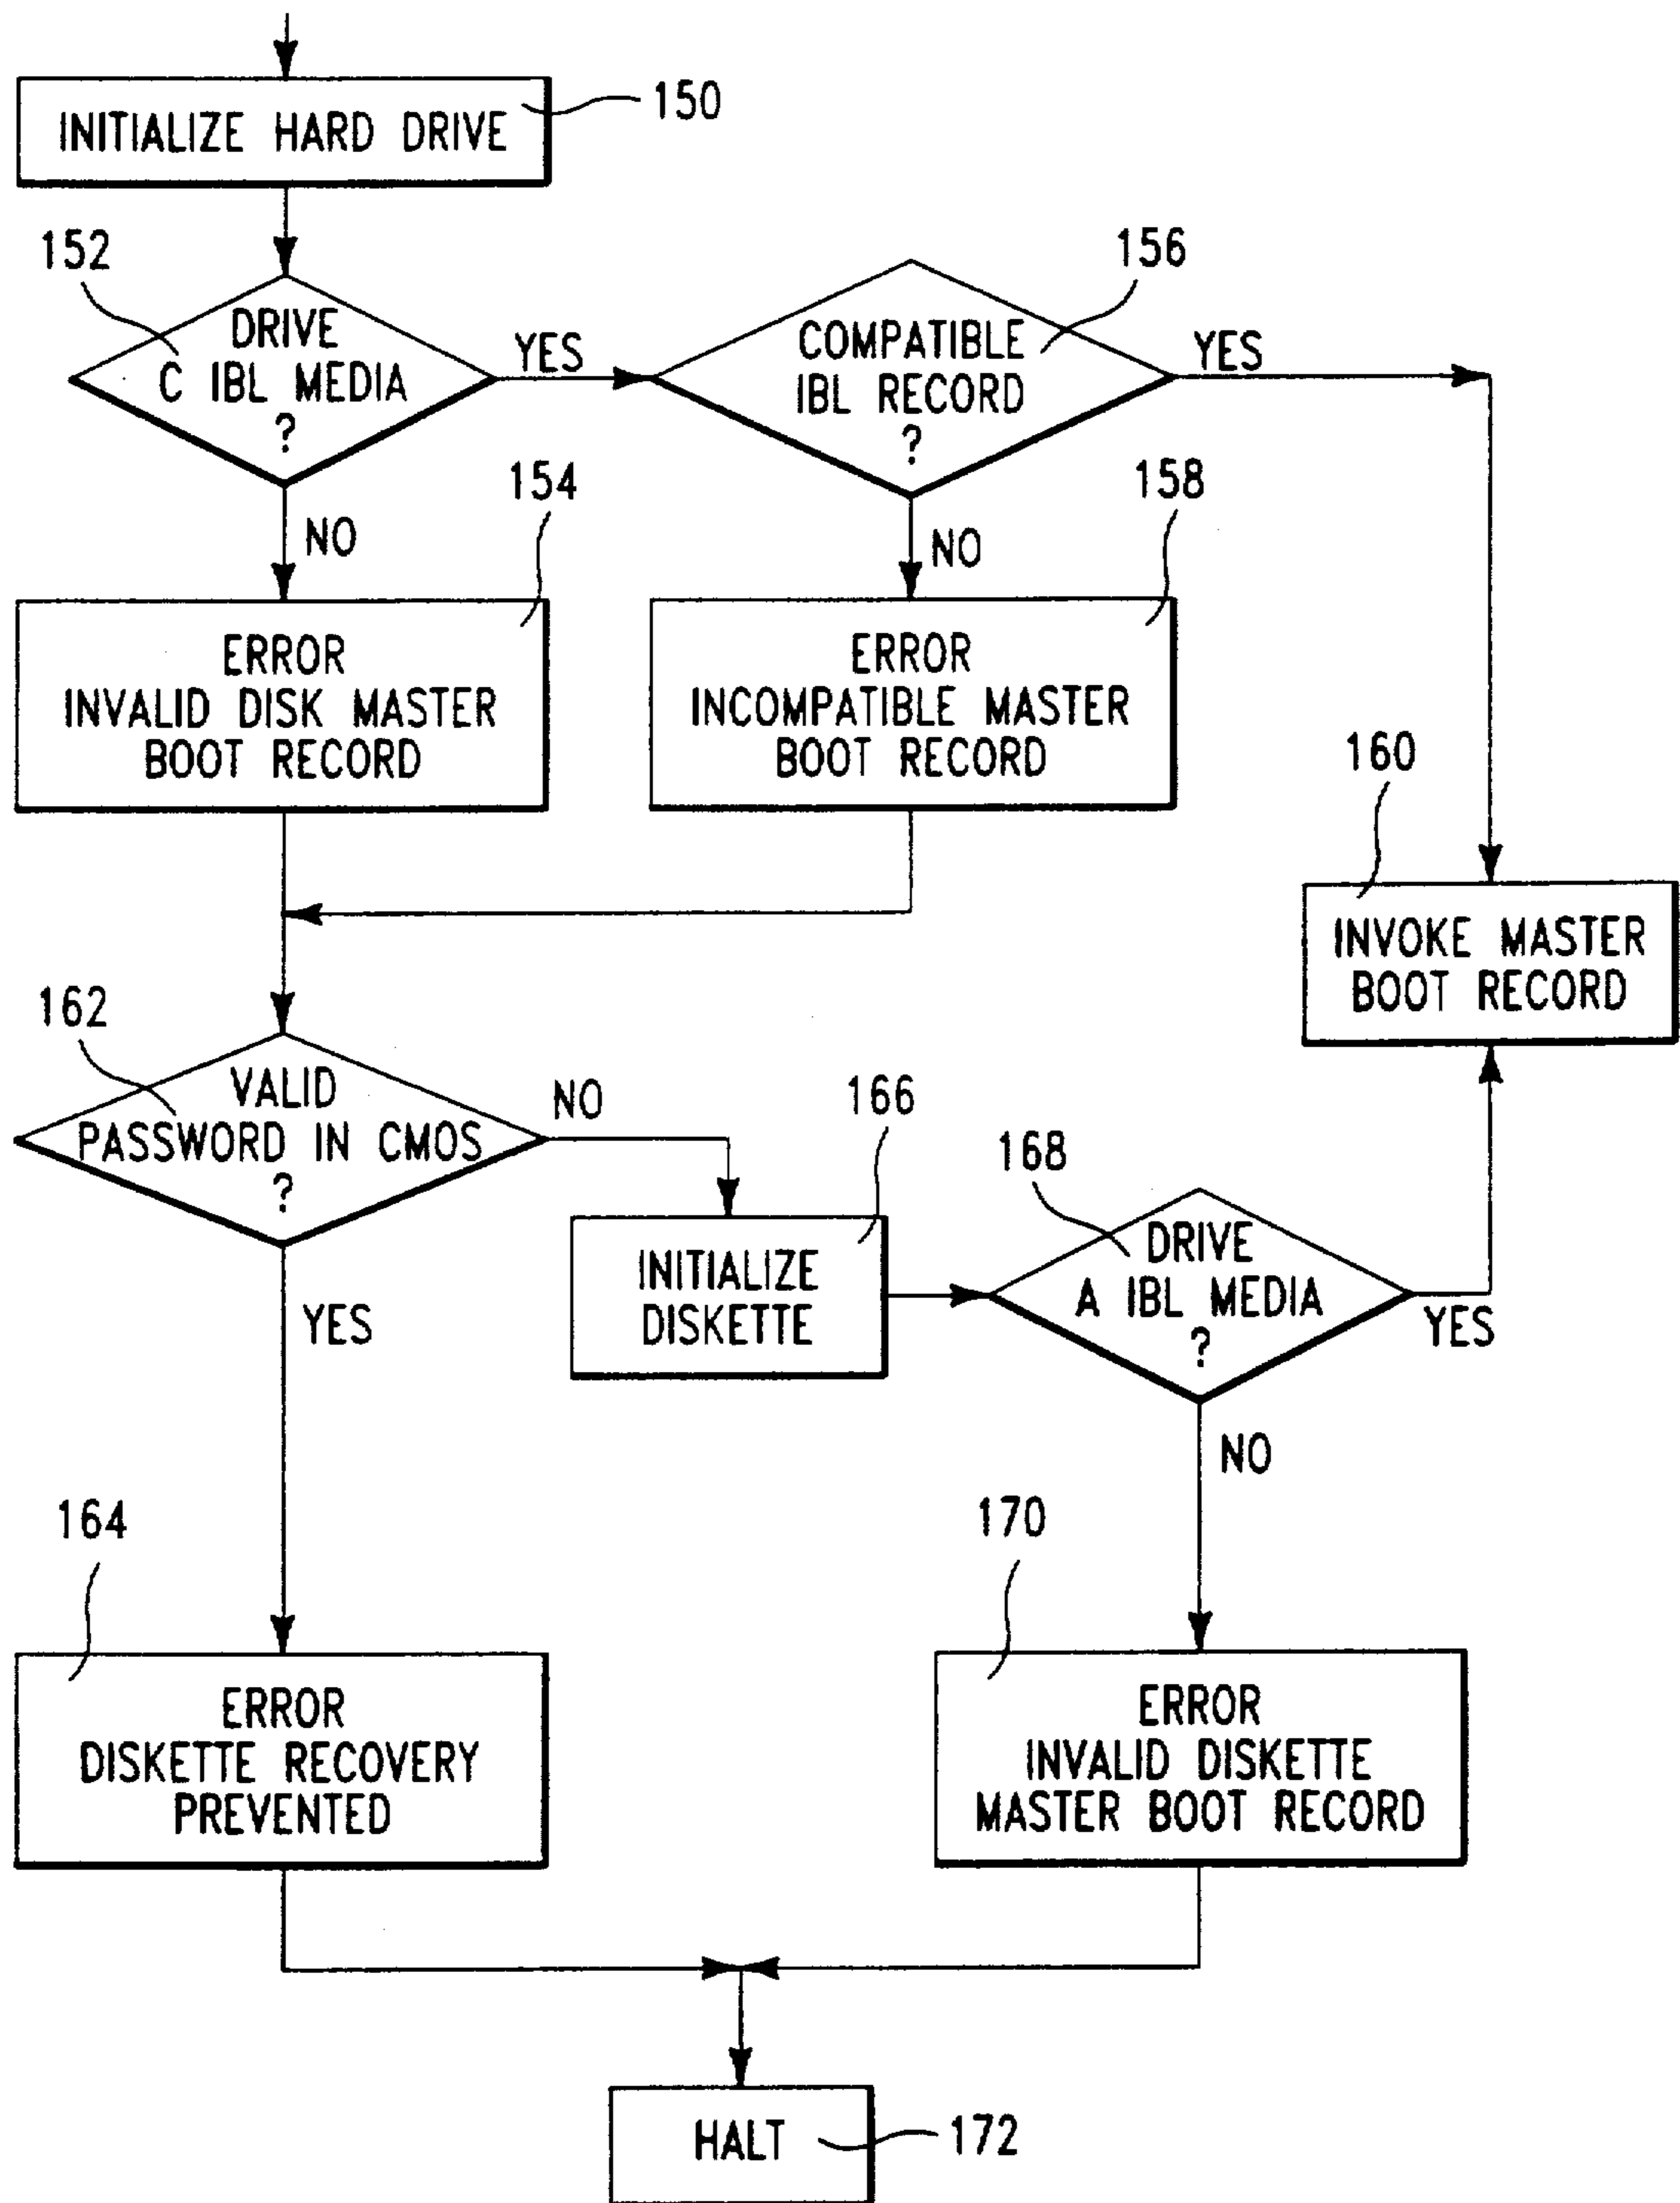 150
INITIALIZE HARD DRIVE
152
DRIVE
C IBL MEDIA
?
YES
NO
156
COMPATIBLE
IBL RECORD
?
YES
NO
154
ERROR
INVALID DISK MASTER
BOOT RECORD
158
ERROR
INCOMPATIBLE MASTER
BOOT RECORD
160
INVOKE MASTER
BOOT RECORD
162
VALID
PASSWORD IN CMOS
?
NO
YES
166
INITIALIZE
DISKETTE
168
DRIVE
A IBL MEDIA
?
YES
NO
164
ERROR
DISKETTE RECOVERY
PREVENTED
170
ERROR
INVALID DISKETTE
MASTER BOOT RECORD
HALT
172